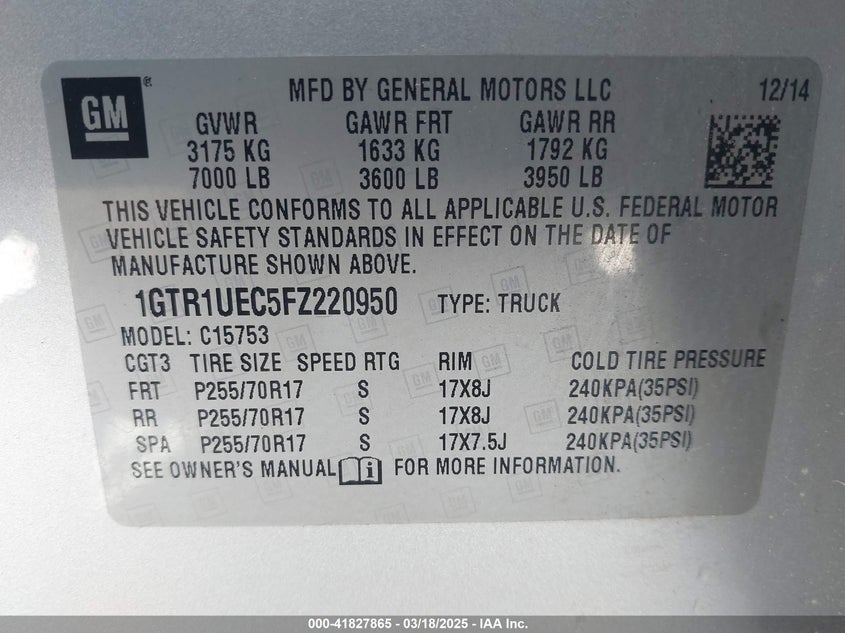 GM®
MFD BY GENERAL MOTORS LLC 12/14
GVWR GAWR FRT GAWR RR
3175 KG 1633 KG 1792 KG
7000 LB 3600 LB 3950 LB
THIS VEHICLE CONFORMS TO ALL APPLICABLE U.S. FEDERAL MOTOR
VEHICLE SAFETY STANDARDS IN EFFECT ON THE DATE OF
MANUFACTURE SHOWN ABOVE.
1GTR1UEC5FZ220950 TYPE: TRUCK
MODEL: C15753
CGT3 TIRE SIZE SPEED RTG RIM COLD TIRE PRESSURE
FRT P255/70R17 S 17X8J 240KPA(35PSI)
RR P255/70R17 S 17X8J 240KPA(35PSI)
SPA P255/70R17 S 17X7.5J 240KPA(35PSI)
SEE OWNER'S MANUAL FOR MORE INFORMATION.
000-41827865 - 03/18/2025 - IAA Inc.